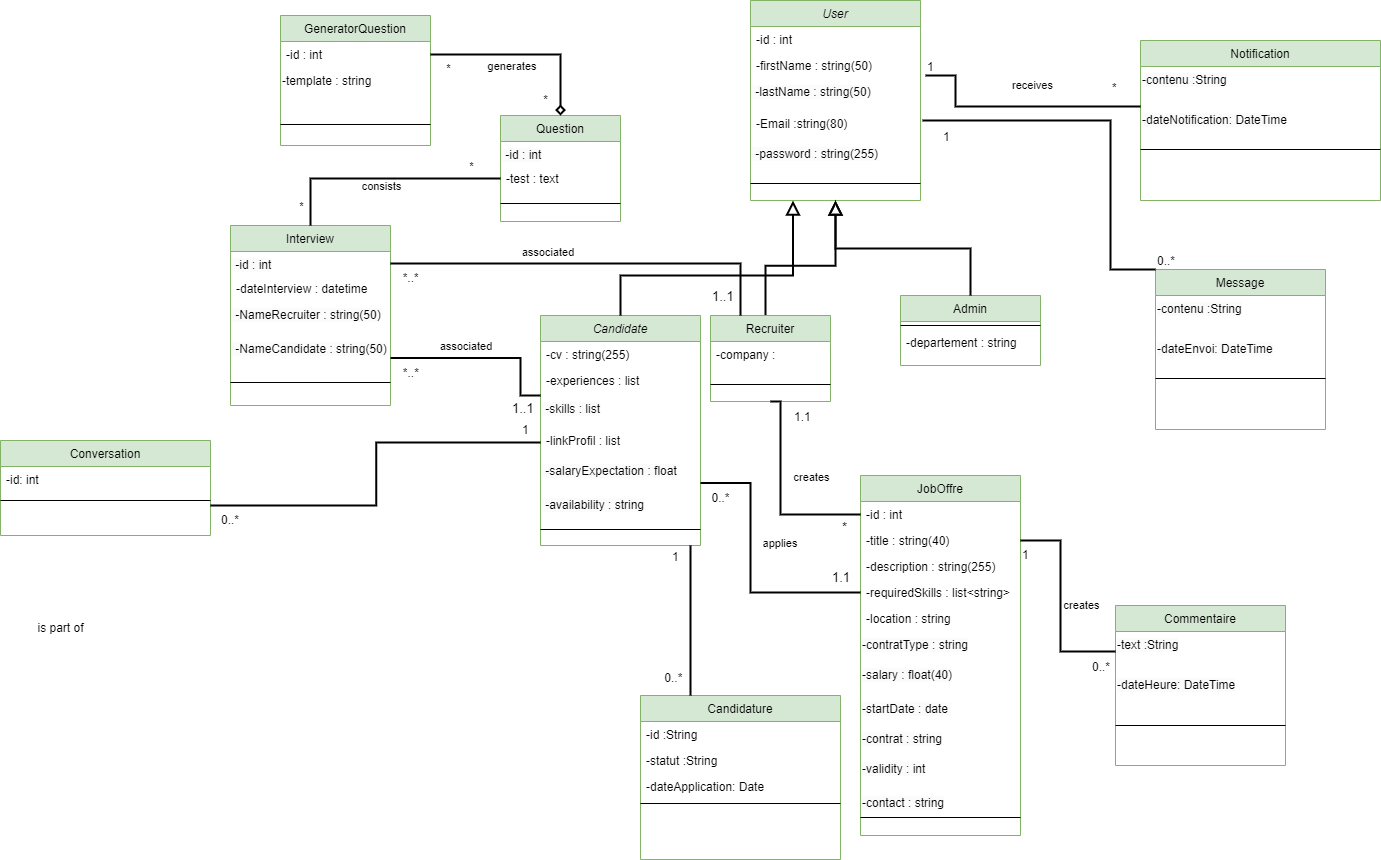 GeneratorQuestion
-id : int
-template : string
*
generates
*
Question
-id : int
-test : text
*
consists
*
Interview
-id : int
-dateInterview : datetime
-NameRecruiter : string(50)
-NameCandidate : string(50)
associated
*..*
1..1
associated
*..*
1..1
User
-id : int
-firstName : string(50)
-lastName : string(50)
-Email :string(80)
-password : string(255)
1
receives
*
1
Notification
-contenu :String
-dateNotification: DateTime
0..*
Message
-contenu :String
-dateEnvoi: DateTime
Admin
-departement : string
Recruiter
-company :
Candidate
-cv : string(255)
-experiences : list
-skills : list
-linkProfil : list
-salaryExpectation : float
-availability : string
1
Conversation
-id: int
0..*
is part of
1.1
creates
*
0..*
applies
1.1
JobOffre
-id : int
-title : string(40)
-description : string(255)
-requiredSkills : list<string>
-location : string
-contratType : string
-salary : float(40)
-startDate : date
-contrat : string
-validity : int
-contact : string
1
creates
0..*
Commentaire
-text :String
-dateHeure: DateTime
1
0..*
Candidature
-id :String
-statut :String
-dateApplication: Date